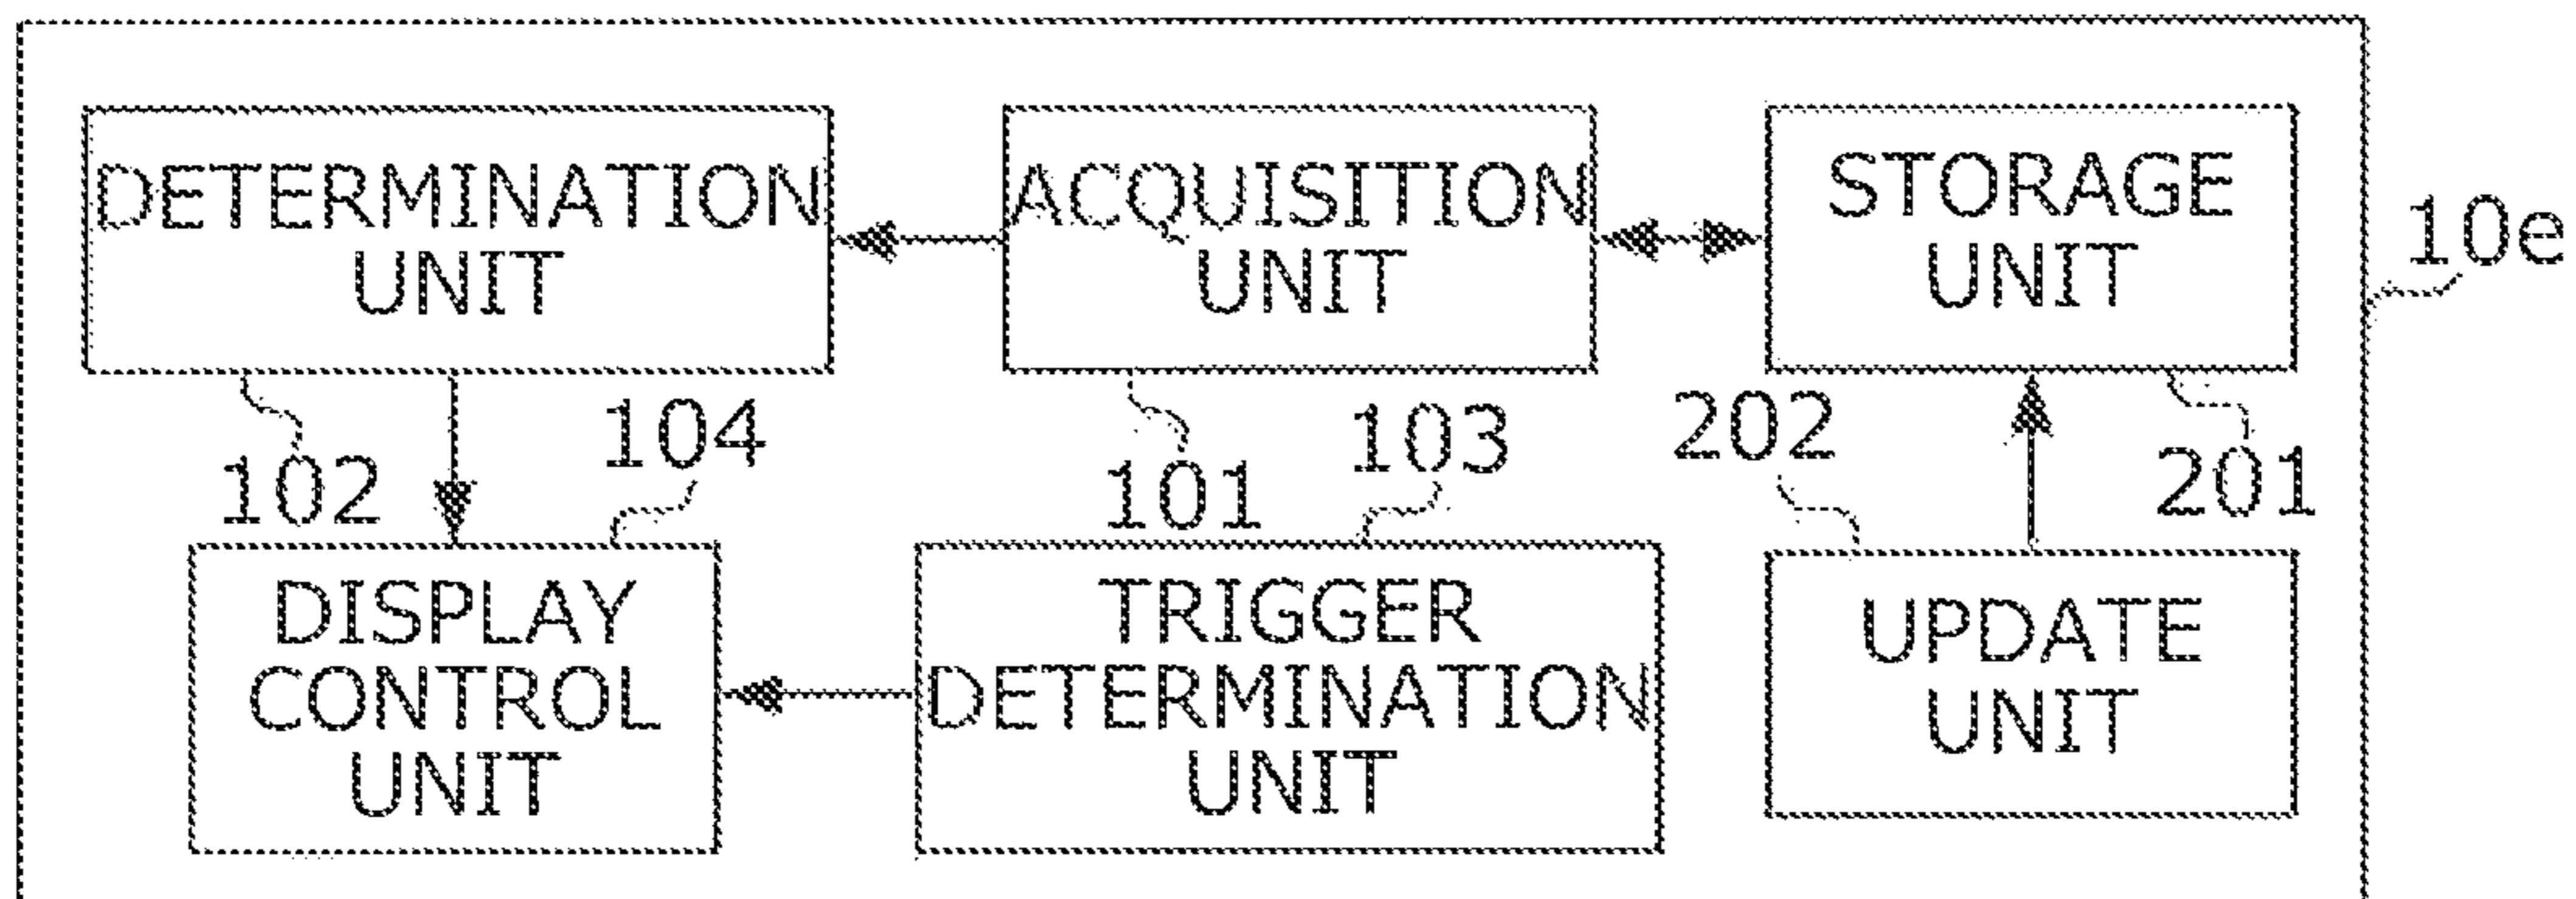 DETERMINATION
UNIT
ACQUISITION
UNIT
STORAGE
UNIT
10e
102
104
101
103
202
201
DISPLAY
CONTROL
UNIT
TRIGGER
DETERMINATION
UNIT
UPDATE
UNIT